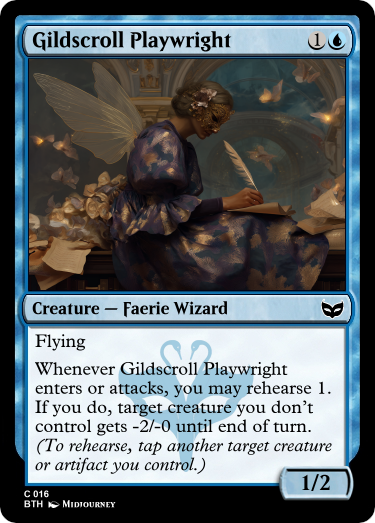 Gildscroll Playwright 1
Creature — Faerie Wizard
Flying
Whenever Gildscroll Playwright
enters or attacks, you may rehearse 1.
If you do, target creature you don't
control gets -2/-0 until end of turn.
(To rehearse, tap another target creature
or artifact you control.)
1/2
C 016
BTH Midjourney